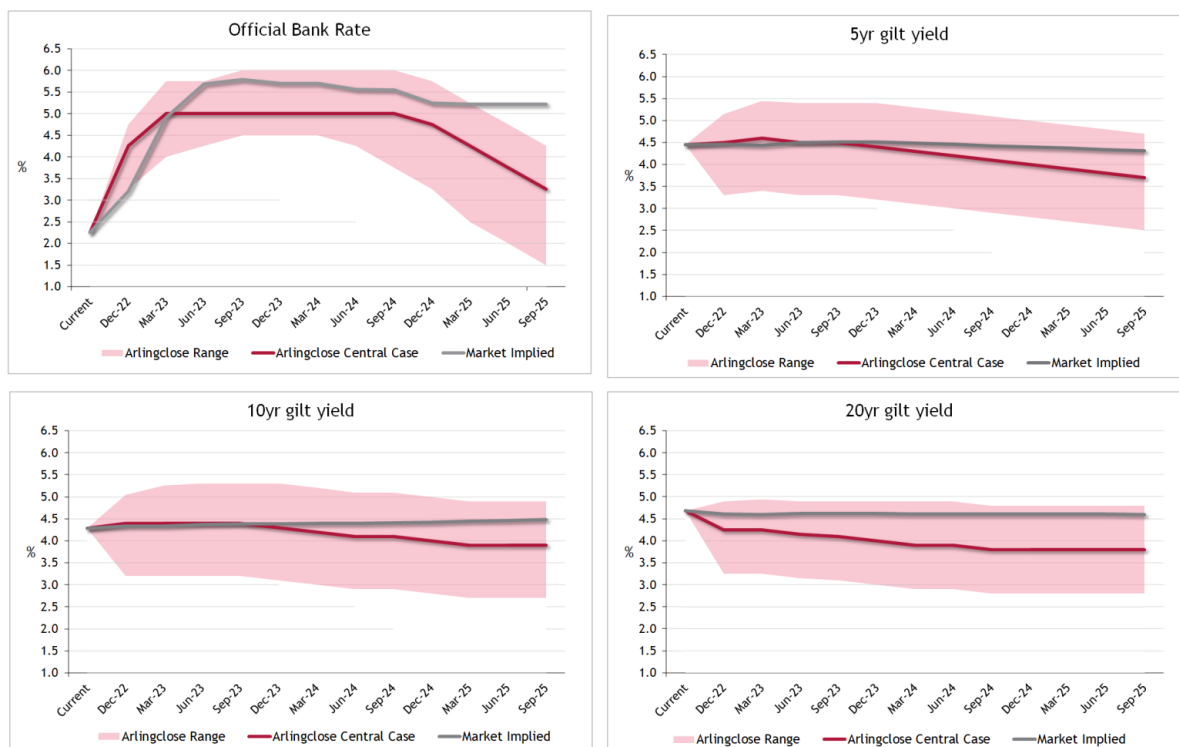 Official Bank Rate
6.5
6.0
5.5
5.0
4.5
4.0
3.5
3.0
2.5
2.0
1.5
1.0
%
Current
Dec-22
Mar-23
Jun-23
Sep-23
Dec-23
Mar-24
Jun-24
Sep-24
Dec-24
Mar-25
Jun-25
Sep-25
Arlingclose Range
Arlingclose Central Case
Market Implied
5yr gilt yield
6.5
6.0
5.5
5.0
4.5
4.0
3.5
3.0
2.5
2.0
1.5
1.0
%
Current
Dec-22
Mar-23
Jun-23
Sep-23
Dec-23
Mar-24
Jun-24
Sep-24
Dec-24
Mar-25
Jun-25
Sep-25
Arlingclose Range
Arlingclose Central Case
Market Implied
10yr gilt yield
6.5
6.0
5.5
5.0
4.5
4.0
3.5
3.0
2.5
2.0
1.5
1.0
%
Current
Dec-22
Mar-23
Jun-23
Sep-23
Dec-23
Mar-24
Jun-24
Sep-24
Dec-24
Mar-25
Jun-25
Sep-25
Arlingclose Range
Arlingclose Central Case
Market Implied
20yr gilt yield
6.5
6.0
5.5
5.0
4.5
4.0
3.5
3.0
2.5
2.0
1.5
1.0
%
Current
Dec-22
Mar-23
Jun-23
Sep-23
Dec-23
Mar-24
Jun-24
Sep-24
Dec-24
Mar-25
Jun-25
Sep-25
Arlingclose Range
Arlingclose Central Case
Market Implied